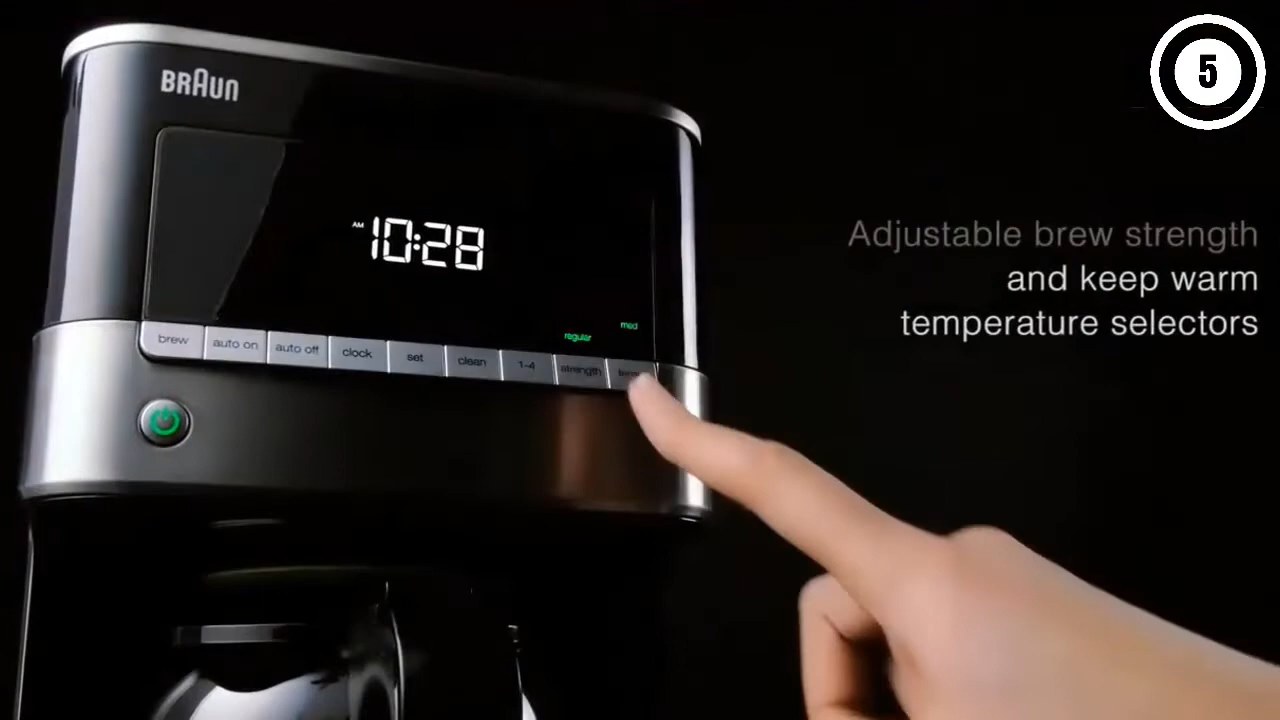 BRAUN
5
AM 10:28
Adjustable brew strength
and keep warm
temperature selectors
med
regular
brew
auto on
auto off
clock
set
clean
1-4
strength